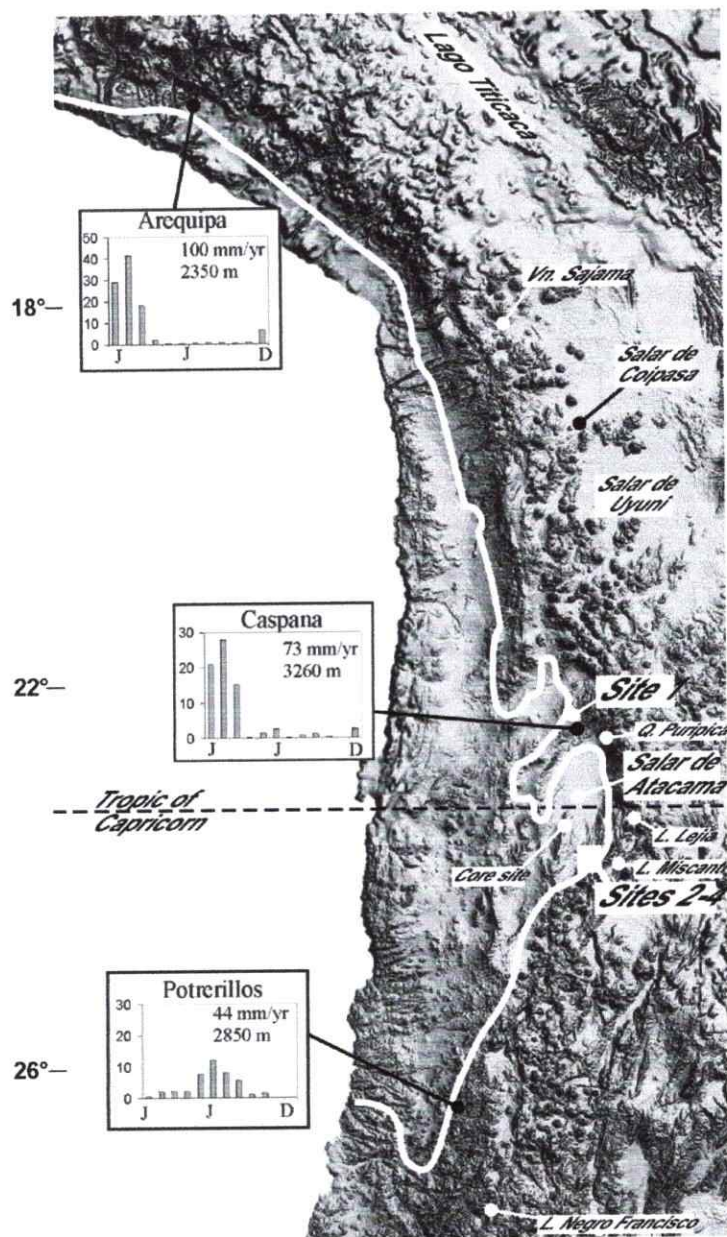 Lago Titicaca
Arequipa
100 mm/yr
2350 m
50
40
30
20
10
0
J
J
D
18°
Vn. Sajama
Salar de
Coipasa
Salar de
Uyuni
Caspana
73 mm/yr
3260 m
30
20
10
0
J
J
D
22°
Site 1
Q. Puripica
Salar de
Atacama
Tropic of
Capricorn
L. Lejia
Core site
L. Miscanti
Sites 2-4
Potrerillos
44 mm/yr
2850 m
30
20
10
0
J
J
D
26°
L. Negro Francisco